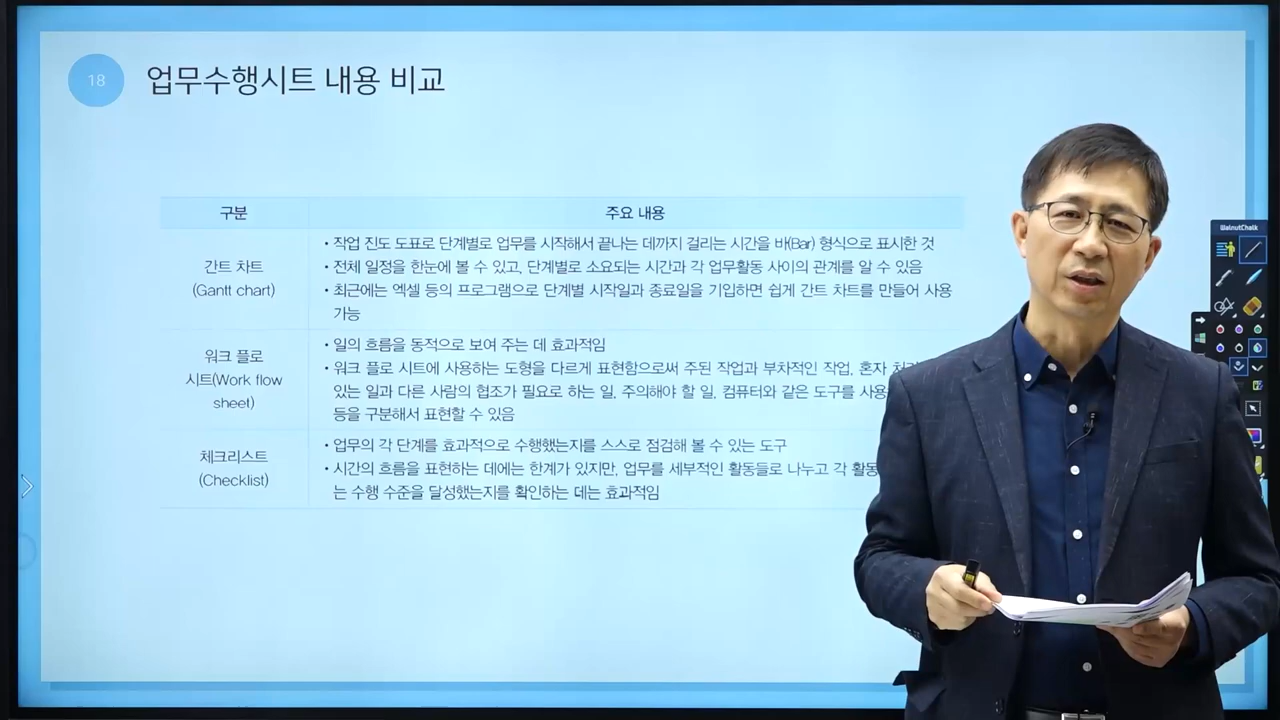 18
업무수행시트 내용 비교
구분
주요 내용
간트 차트
(Gantt chart)
• 작업 진도 도표로 단계별로 업무를 시작해서 끝나는 데까지 걸리는 시간을 바(Bar) 형식으로 표시한 것
• 전체 일정을 한눈에 볼 수 있고, 단계별로 소요되는 시간과 각 업무활동 사이의 관계를 알 수 있음
• 최근에는 엑셀 등의 프로그램으로 단계별 시작일과 종료일을 기입하면 쉽게 간트 차트를 만들어 사용
가능
워크 플로
시트(Work flow
sheet)
• 일의 흐름을 동적으로 보여 주는 데 효과적임
• 워크 플로 시트에 사용하는 도형을 다르게 표현함으로써 주된 작업과 부차적인 작업, 혼자
있는 일과 다른 사람의 협조가 필요로 하는 일, 주의해야 할 일, 컴퓨터와 같은 도구를 사용
등을 구분해서 표현할 수 있음
체크리스트
(Checklist)
• 업무의 각 단계를 효과적으로 수행했는지를 스스로 점검해 볼 수 있는 도구
• 시간의 흐름을 표현하는 데에는 한계가 있지만, 업무를 세부적인 활동들로 나누고 각 활동
는 수행 수준을 달성했는지를 확인하는 데는 효과적임
WalnutChalk